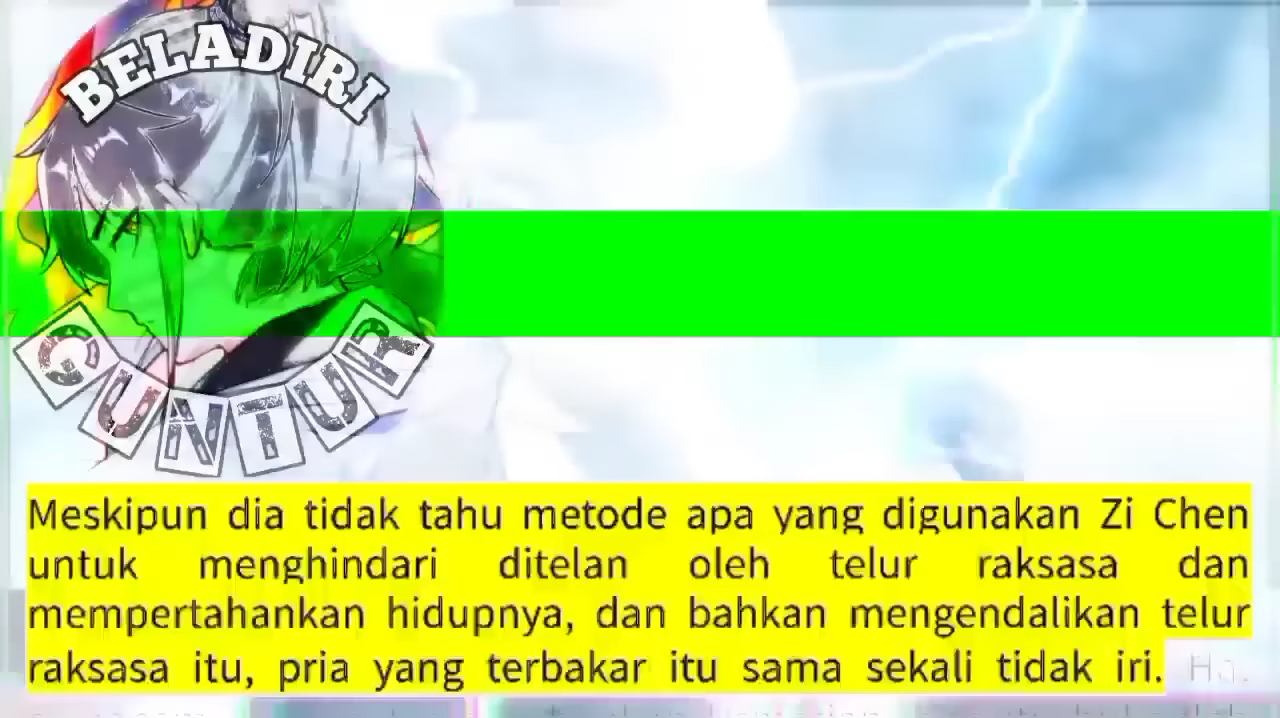 BELADIRI
GUNTUR
Meskipun dia tidak tahu metode apa yang digunakan Zi Chen
untuk menghindari ditelan oleh telur raksasa dan
mempertahankan hidupnya, dan bahkan mengendalikan telur
raksasa itu, pria yang terbakar itu sama sekali tidak iri.